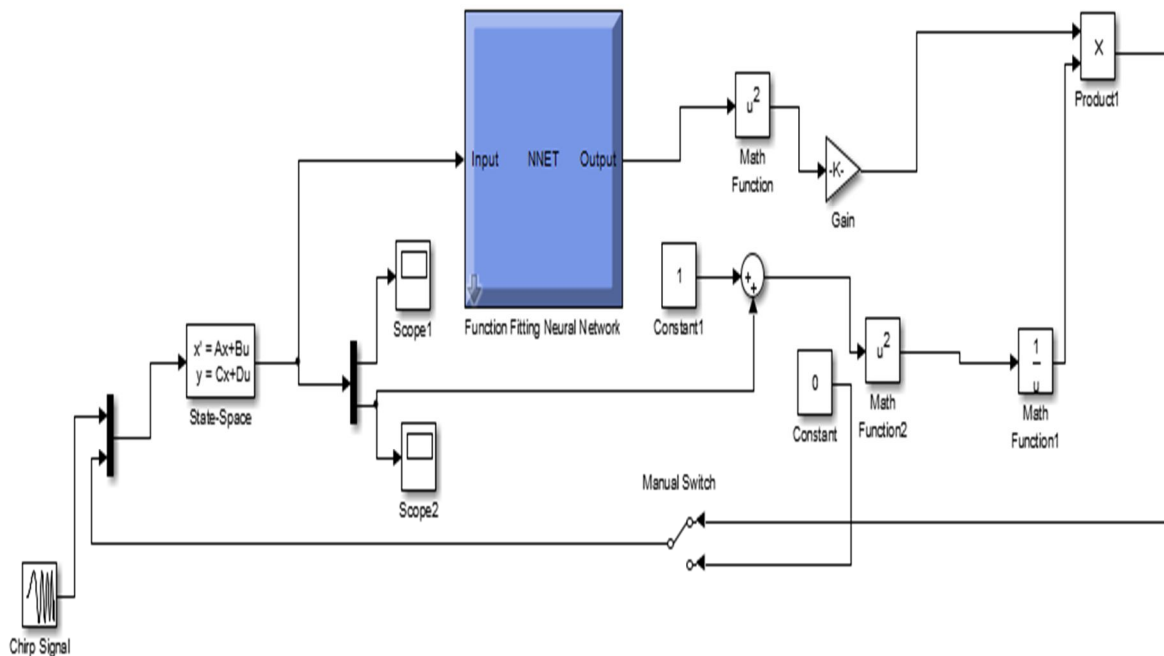 X
Product1
u²
Math
Function
-K-
Gain
Input NNET Output
Function Fitting Neural Network
Scope1
1
Constant1
+
+
x' = Ax+Bu
y = Cx+Du
State-Space
0
Constant
u²
Math
Function2
1
u
Math
Function1
Scope2
Manual Switch
Chirp Signal